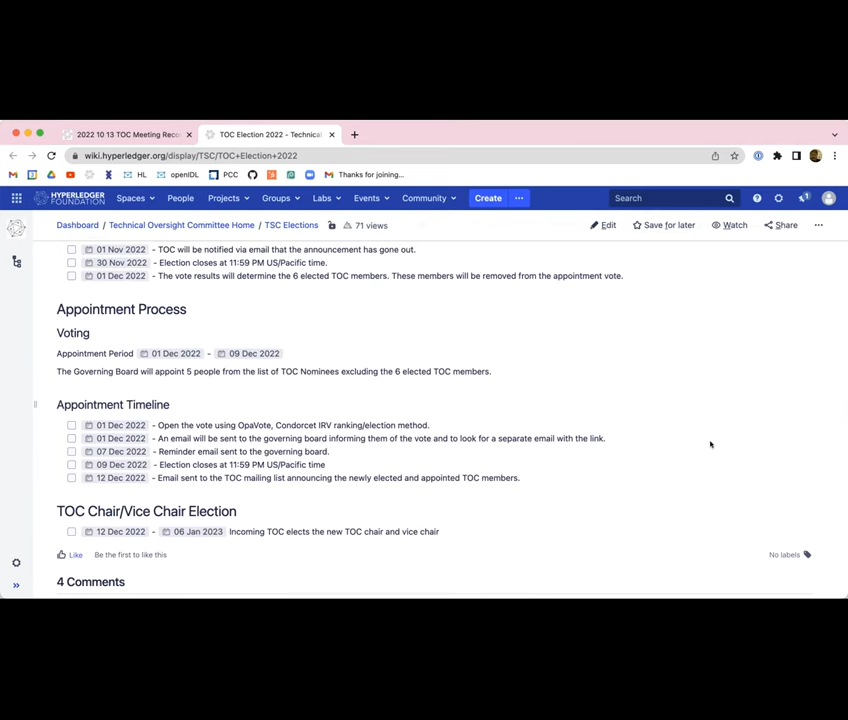 2022 10 13 TOC Meeting Reco
TOC Election 2022 - Technical
wiki.hyperledger.org/display/TSC/TOC+Election+2022
HL
openIDL
PCC
Thanks for joining...
HYPERLEDGER FOUNDATION
Spaces
People
Projects
Groups
Labs
Events
Community
Create
Search
1
Dashboard / Technical Oversight Committee Home / TSC Elections
71 views
Edit
Save for later
Watch
Share
01 Nov 2022 - TOC will be notified via email that the announcement has gone out.
30 Nov 2022 - Election closes at 11:59 PM US/Pacific time.
01 Dec 2022 - The vote results will determine the 6 elected TOC members. These members will be removed from the appointment vote.
Appointment Process
Voting
Appointment Period 01 Dec 2022 - 09 Dec 2022
The Governing Board will appoint 5 people from the list of TOC Nominees excluding the 6 elected TOC members.
Appointment Timeline
01 Dec 2022 - Open the vote using OpaVote, Condorcet IRV ranking/election method.
01 Dec 2022 - An email will be sent to the governing board informing them of the vote and to look for a separate email with the link.
07 Dec 2022 - Reminder email sent to the governing board.
09 Dec 2022 - Election closes at 11:59 PM US/Pacific time
12 Dec 2022 - Email sent to the TOC mailing list announcing the newly elected and appointed TOC members.
TOC Chair/Vice Chair Election
12 Dec 2022 - 06 Jan 2023 Incoming TOC elects the new TOC chair and vice chair
Like
Be the first to like this
No labels
4 Comments